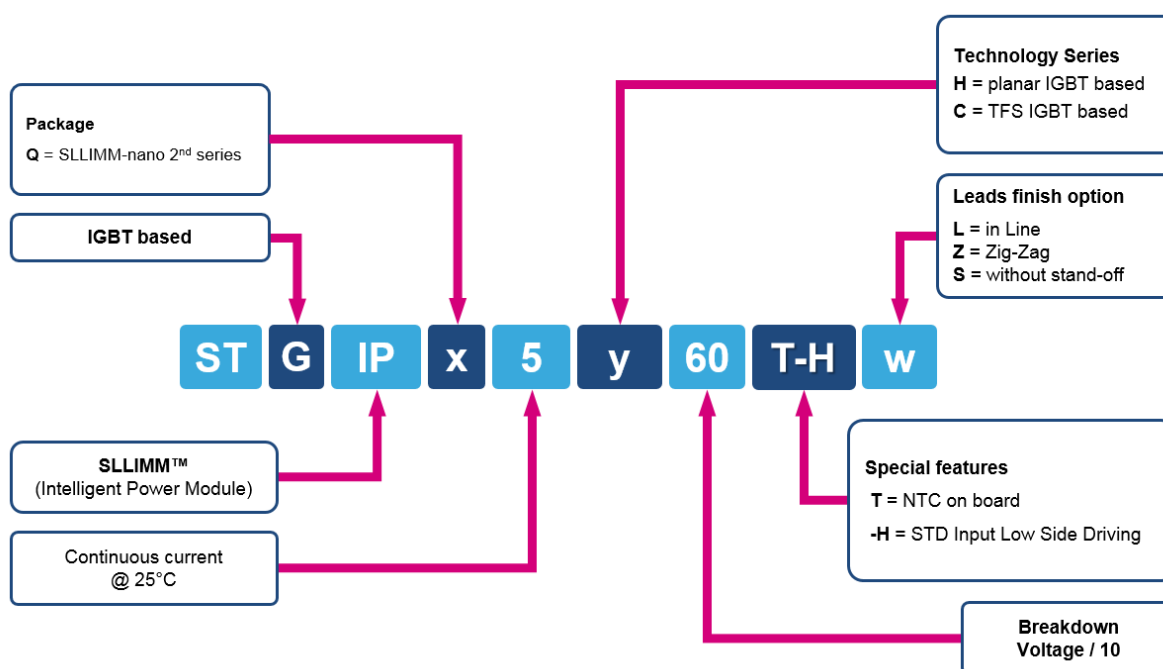 Technology Series
H = planar IGBT based
C = TFS IGBT based
Package
Q = SLLIMM-nano 2nd series
Leads finish option
L = in Line
Z = Zig-Zag
S = without stand-off
IGBT based
ST G IP x 5 y 60 T-H w
SLLIMM™
(Intelligent Power Module)
Special features
T = NTC on board
-H = STD Input Low Side Driving
Continuous current
@ 25°C
Breakdown
Voltage / 10